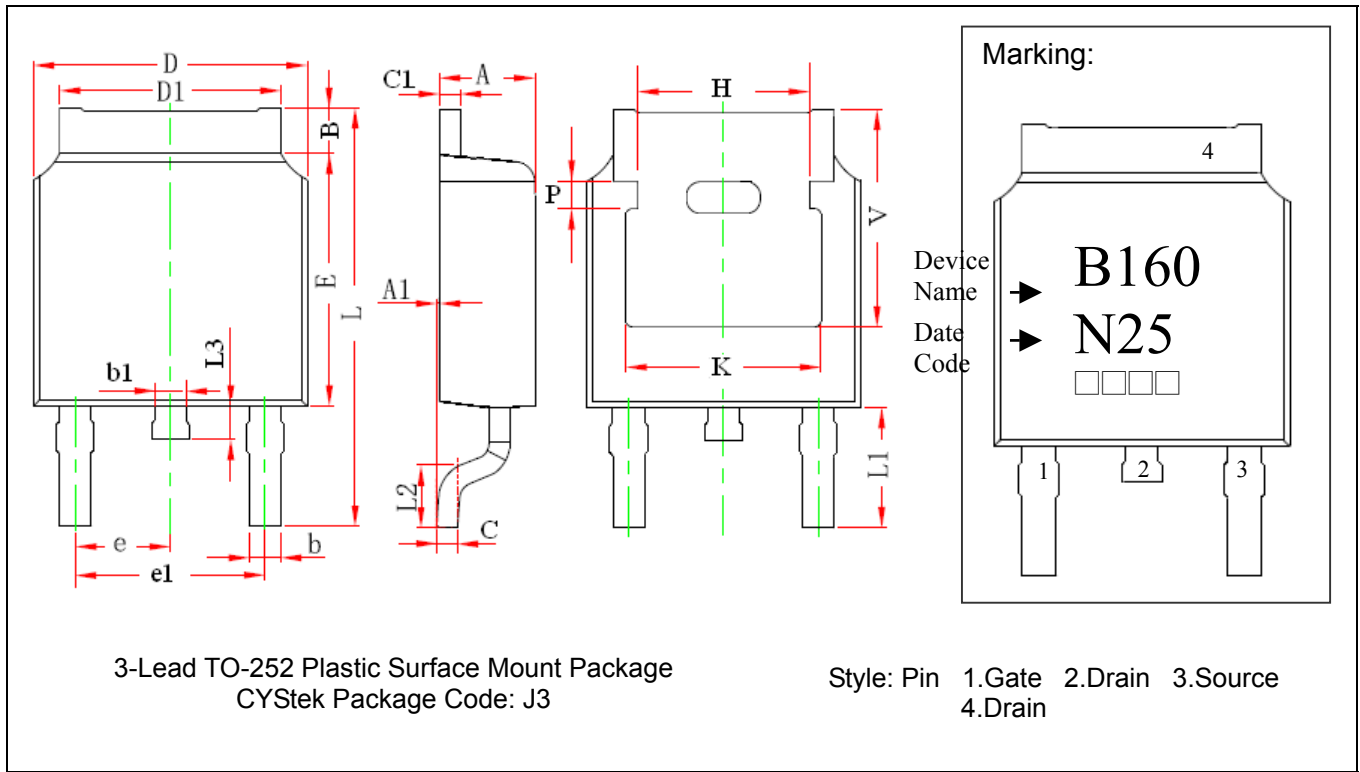 D
D1
B
E
L
L3
b1
e
e1
b
C1
A
A1
L2
C
H
P
V
K
L1
Marking:
4
Device
Name
B160
Date
Code
N25
□□□□
1
2
3
3-Lead TO-252 Plastic Surface Mount Package
CYStek Package Code: J3
Style: Pin 1.Gate 2.Drain 3.Source
4.Drain